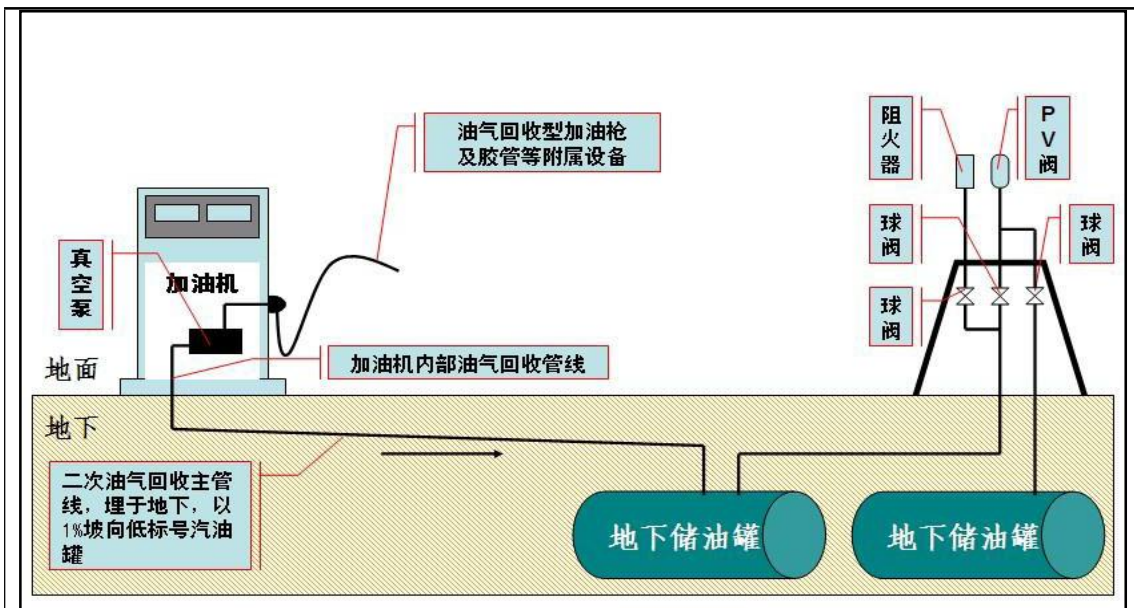 油气回收型加油枪
及胶管等附属设备
阻
火
器
P
V
阀
球
阀
球
阀
球
阀
真
空
泵
加油机
加油机内部油气回收管线
地面
地下
二次油气回收主管
线，埋于地下，以
1%坡向低标号汽油
罐
地下储油罐
地下储油罐